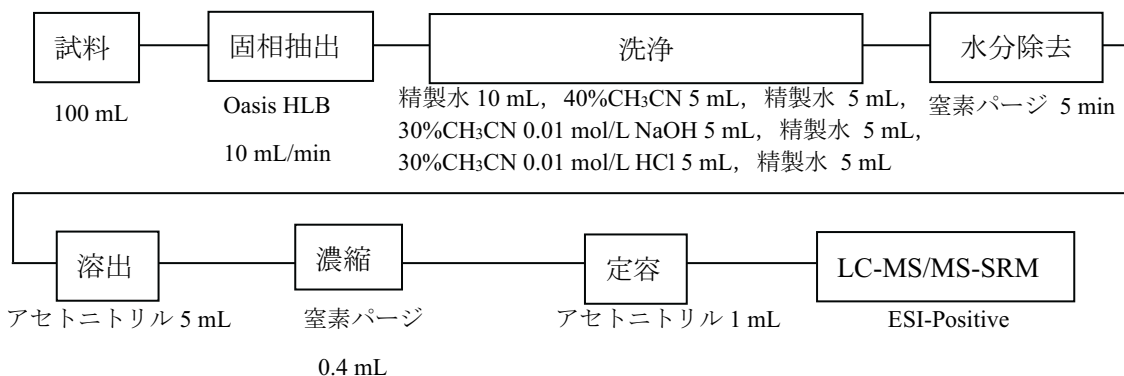 試料
固相抽出
洗浄
水分除去
100 mL
Oasis HLB
10 mL/min
精製水 10 mL，40%CH₃CN 5 mL，精製水 5 mL，
30%CH₃CN 0.01 mol/L NaOH 5 mL，精製水 5 mL，
30%CH₃CN 0.01 mol/L HCl 5 mL，精製水 5 mL
窒素パージ 5 min
溶出
濃縮
定容
LC-MS/MS-SRM
アセトニトリル 5 mL
窒素パージ
0.4 mL
アセトニトリル 1 mL
ESI-Positive